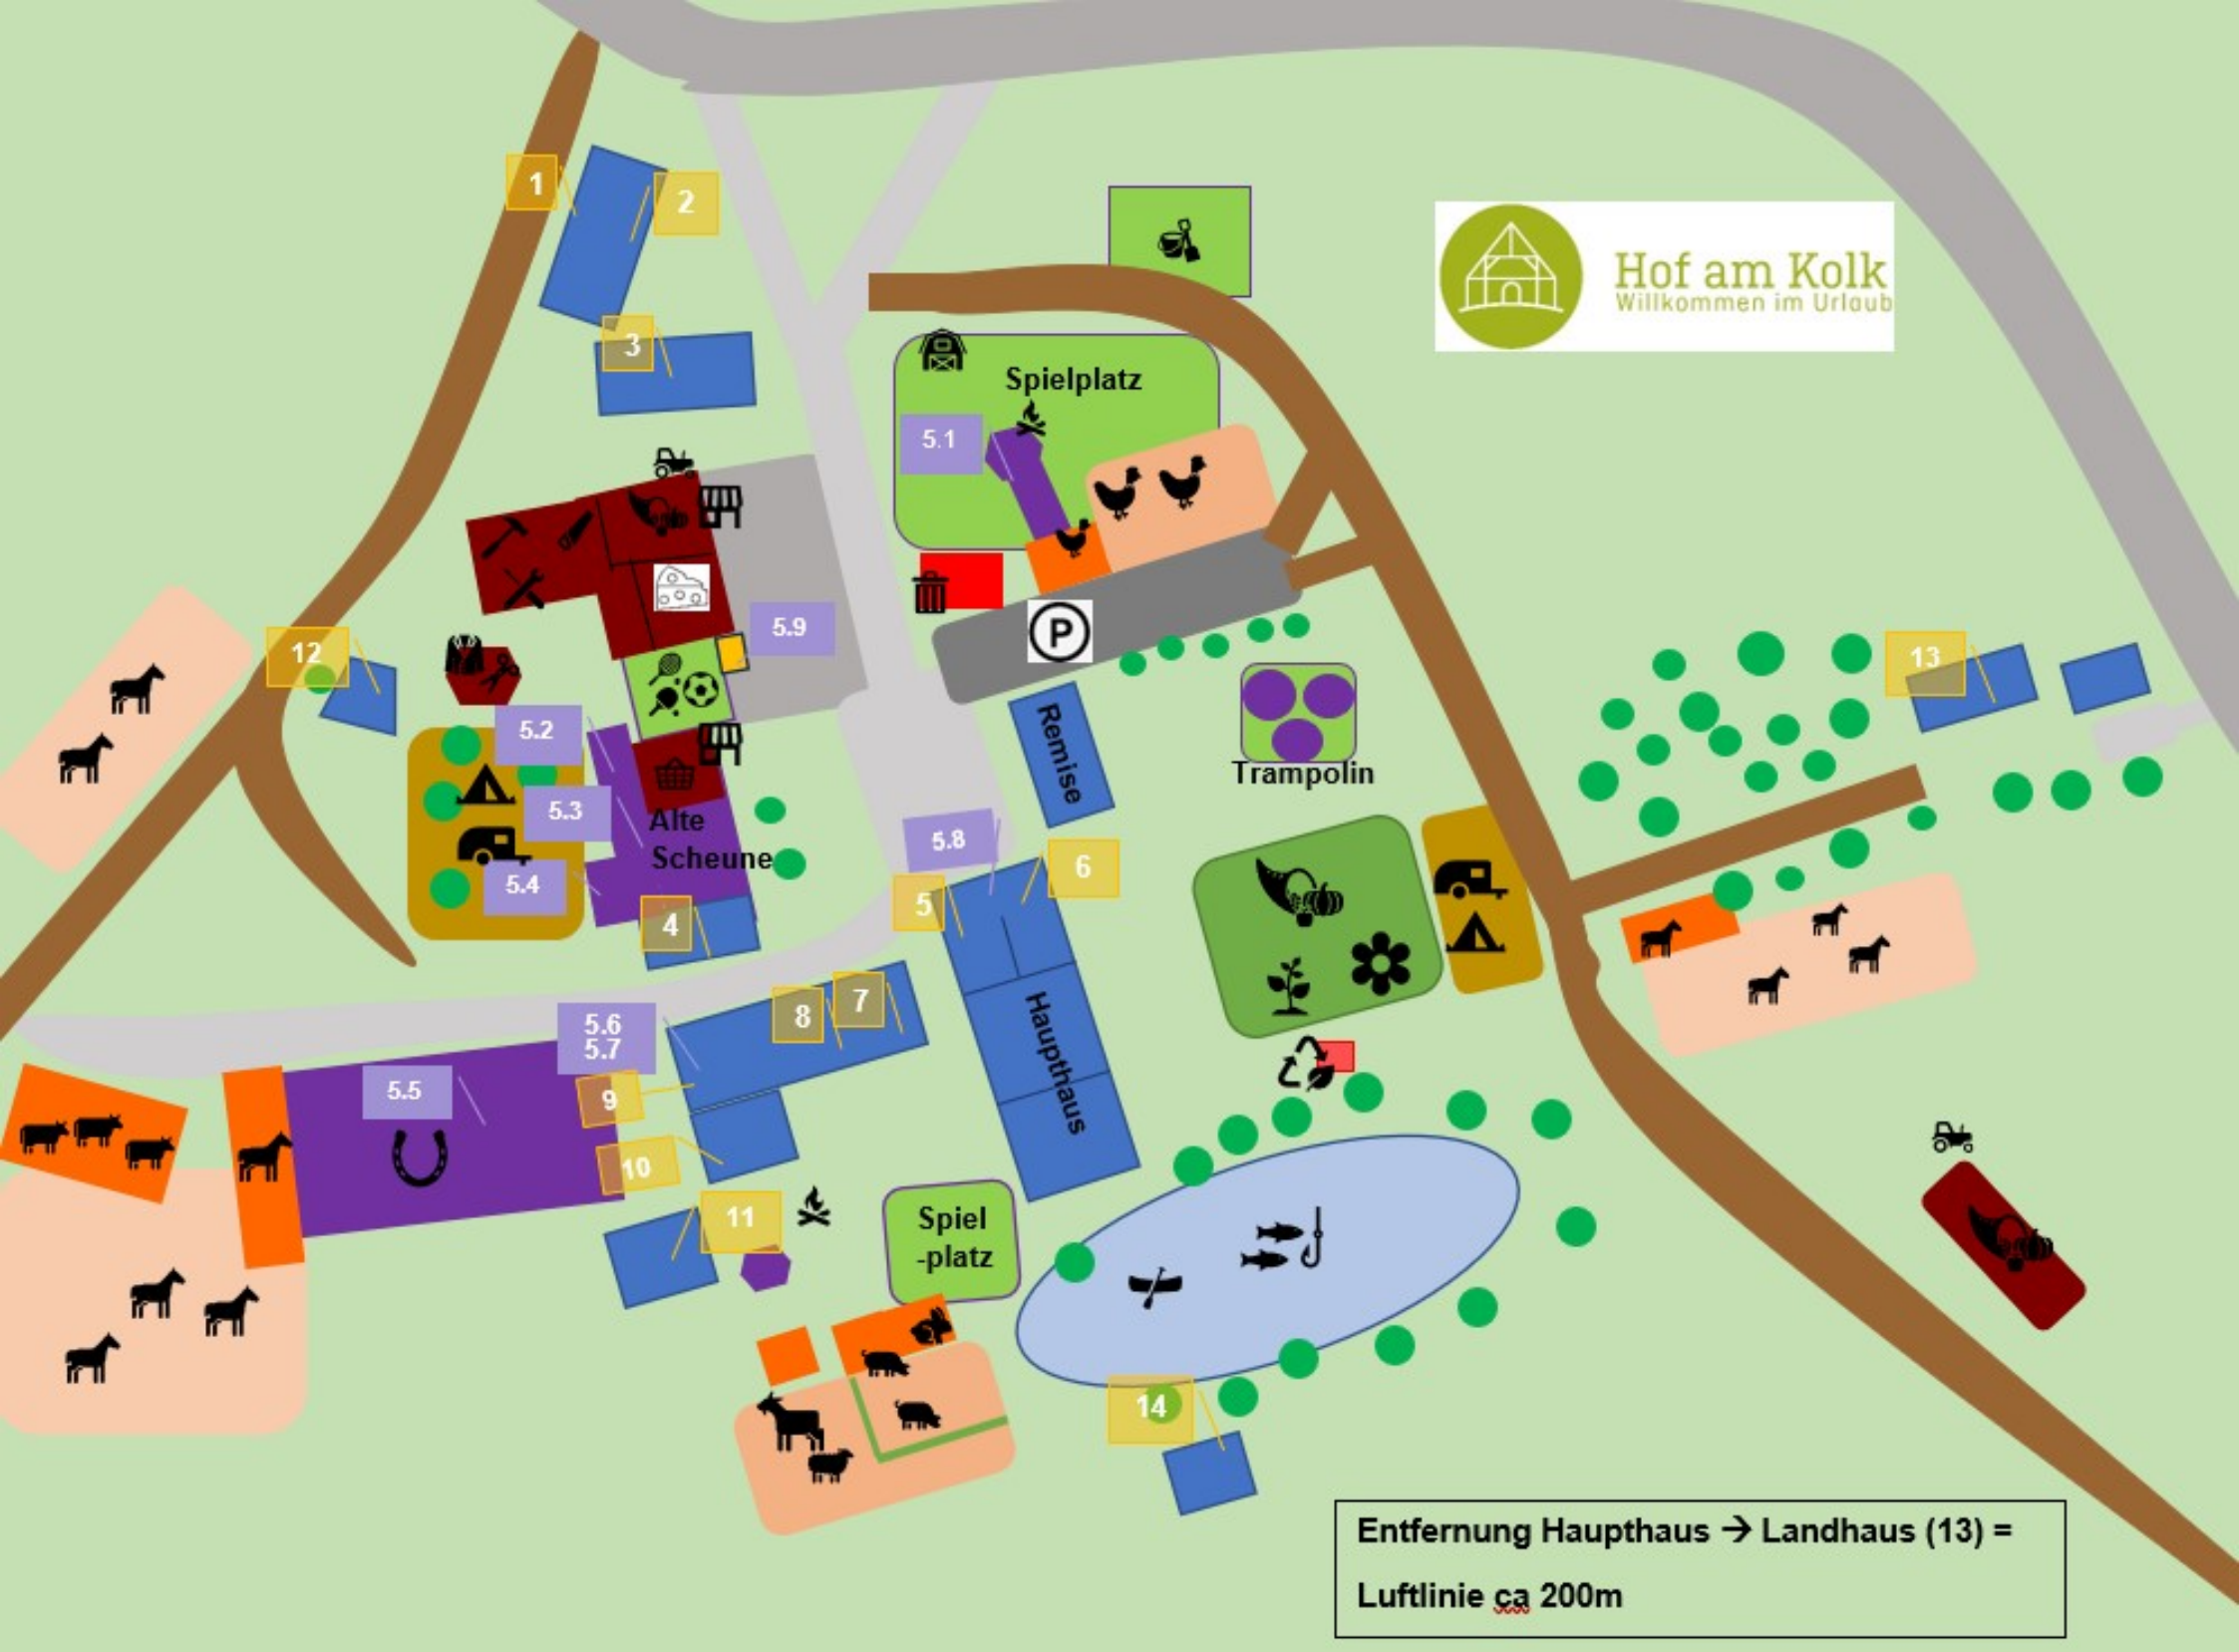 1
2
Hof am Kolk
Willkommen im Urlaub
3
Spielplatz
5.1
P
5.9
12
13
5.2
Remise
Trampolin
5.3
Alte
Scheune
5.8
6
5.4
5
4
8
7
5.6
5.7
Haupthaus
5.5
9
10
11
Spiel
-platz
14
Entfernung Haupthaus → Landhaus (13) =
Luftlinie ca 200m